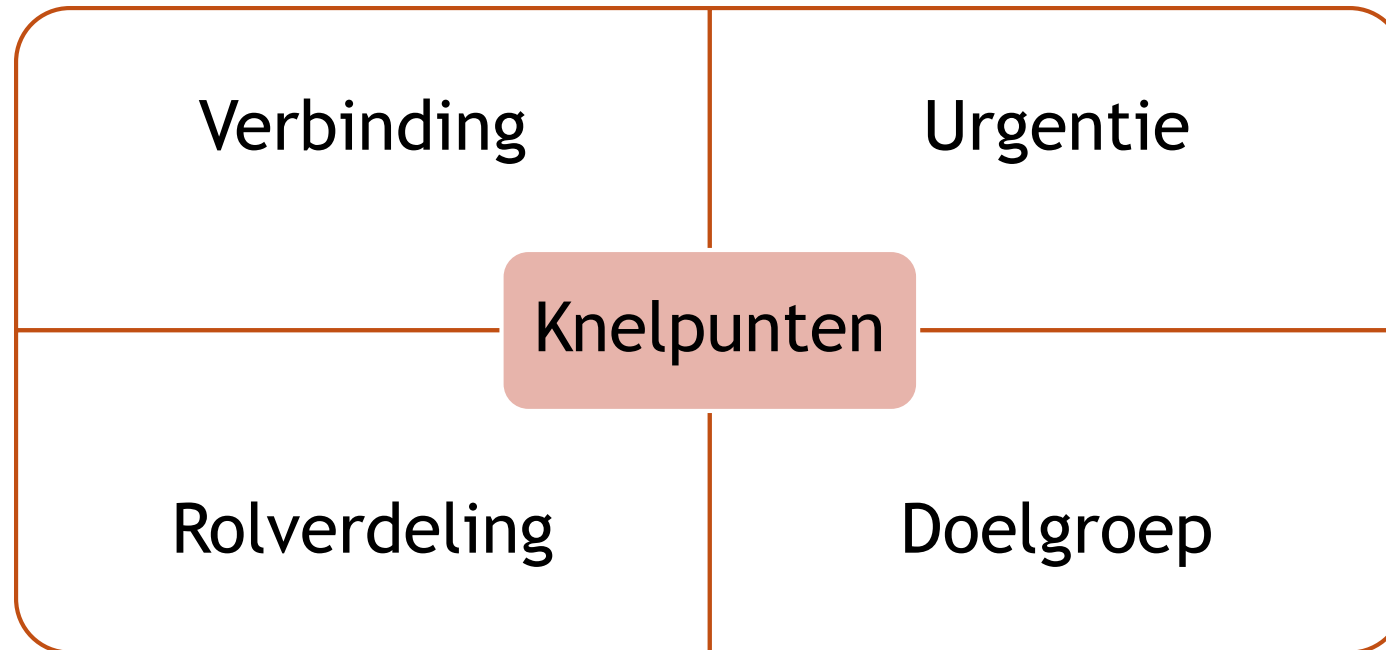 Verbinding
Urgentie
Knelpunten
Rolverdeling
Doelgroep